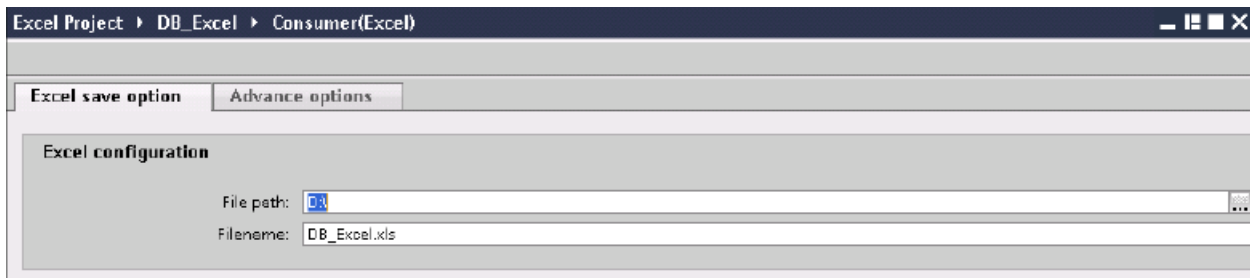 Excel Project ▸ DB_Excel ▸ Consumer(Excel)
Excel save option Advance options
Excel configuration
File path: D:\ ...
Filename: DB_Excel.xls